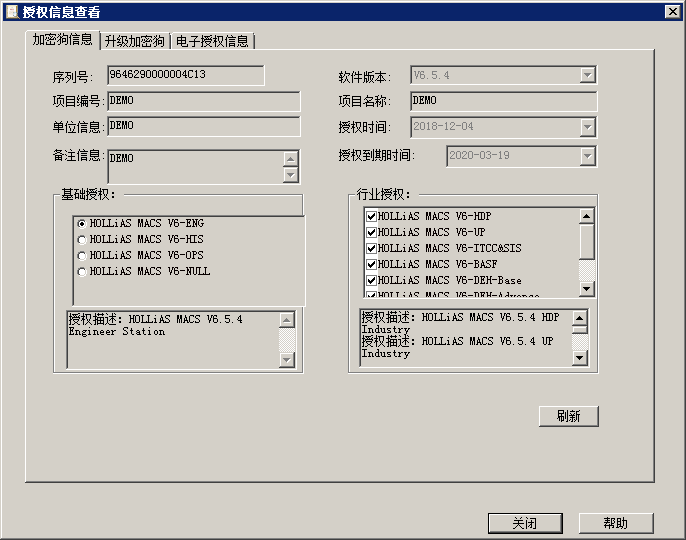 授权信息查看
加密狗信息 升级加密狗 电子授权信息
序列号: 9646290000004C13
软件版本: V6.5.4
项目编号: DEMO
项目名称: DEMO
单位信息: DEMO
授权时间: 2018-12-04
备注信息: DEMO
授权到期时间: 2020-03-19
基础授权:
HOLLiAS MACS V6-ENG
HOLLiAS MACS V6-HIS
HOLLiAS MACS V6-OPS
HOLLiAS MACS V6-NULL
授权描述: HOLLiAS MACS V6.5.4
Engineer Station
行业授权:
HOLLiAS MACS V6-HDP
HOLLiAS MACS V6-UP
HOLLiAS MACS V6-ITCC&SIS
HOLLiAS MACS V6-BASF
HOLLiAS MACS V6-DEH-Base
HOLLiAS MACS V6-DEH-Advance
授权描述: HOLLiAS MACS V6.5.4 HDP
Industry
授权描述: HOLLiAS MACS V6.5.4 UP
Industry
刷新
关闭 帮助